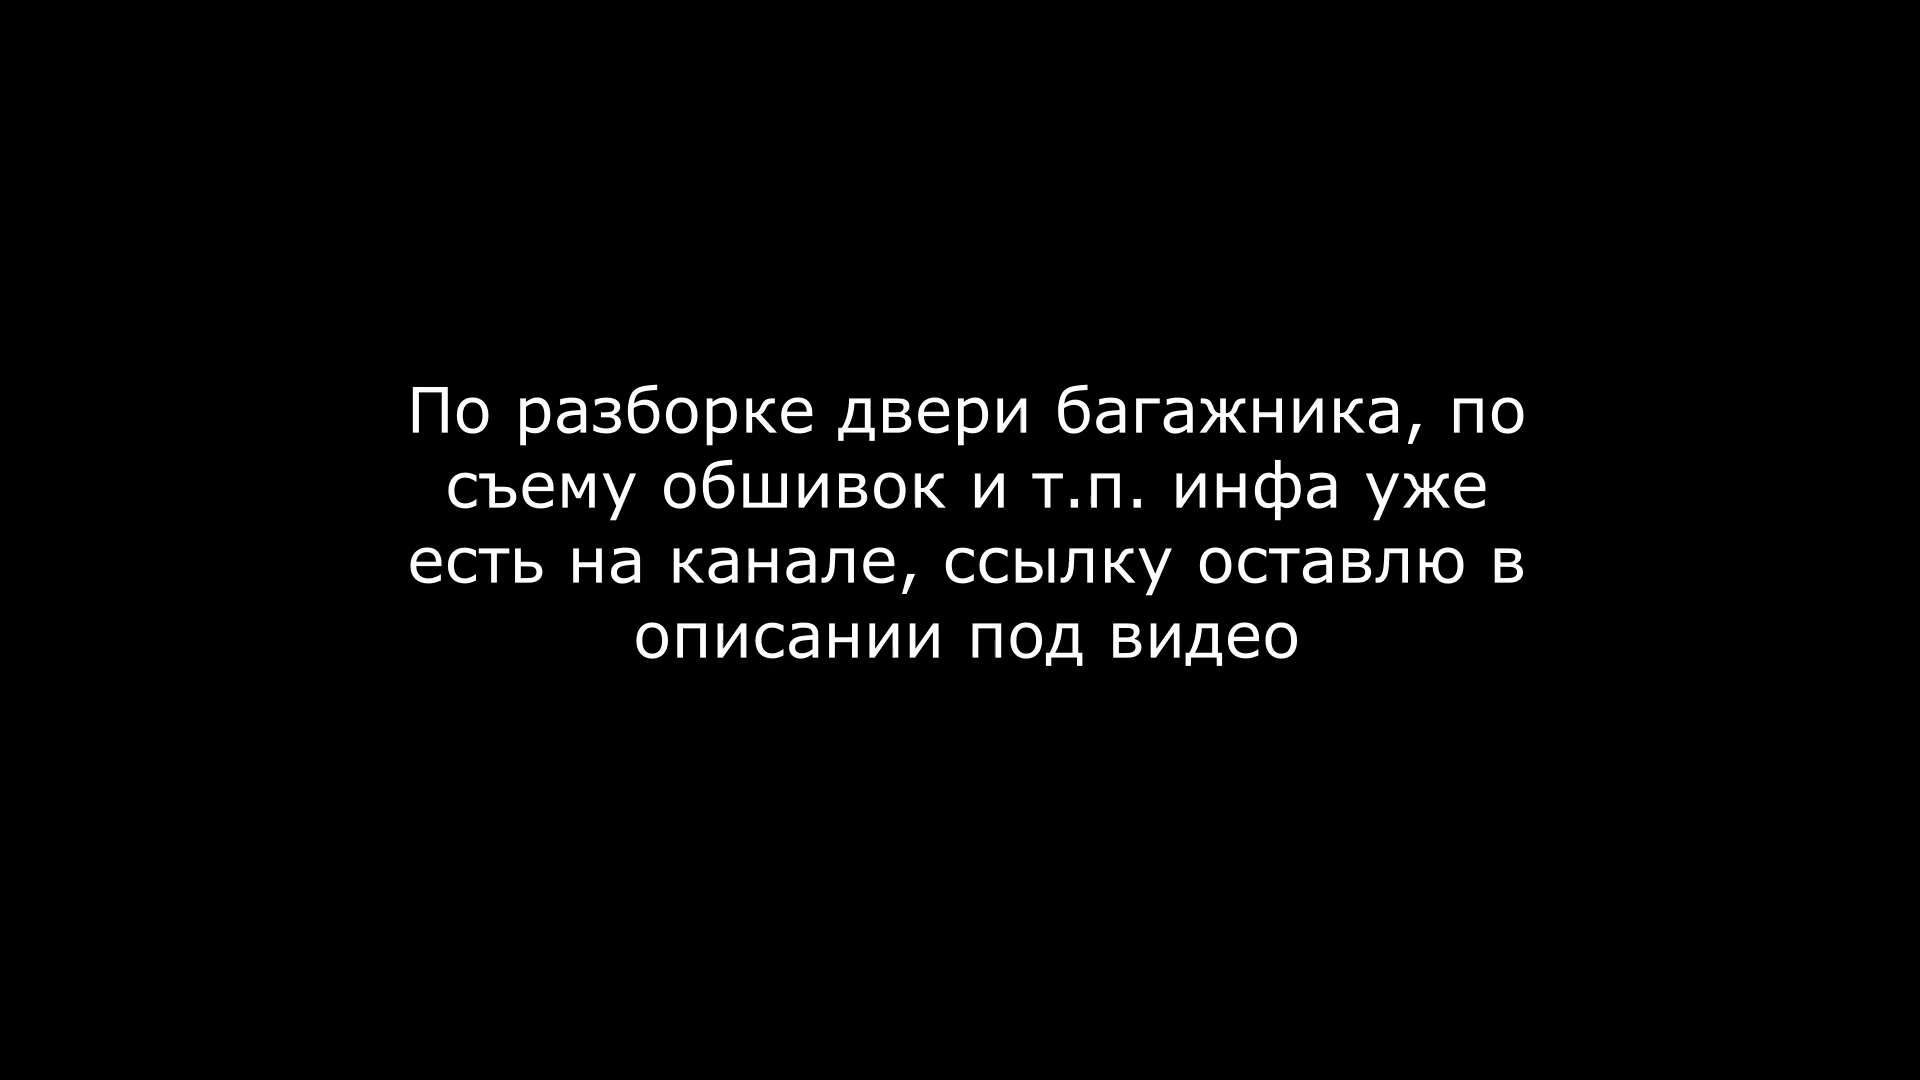 По разборке двери багажника, по
съему обшивок и т.п. инфа уже
есть на канале, ссылку оставлю в
описании под видео